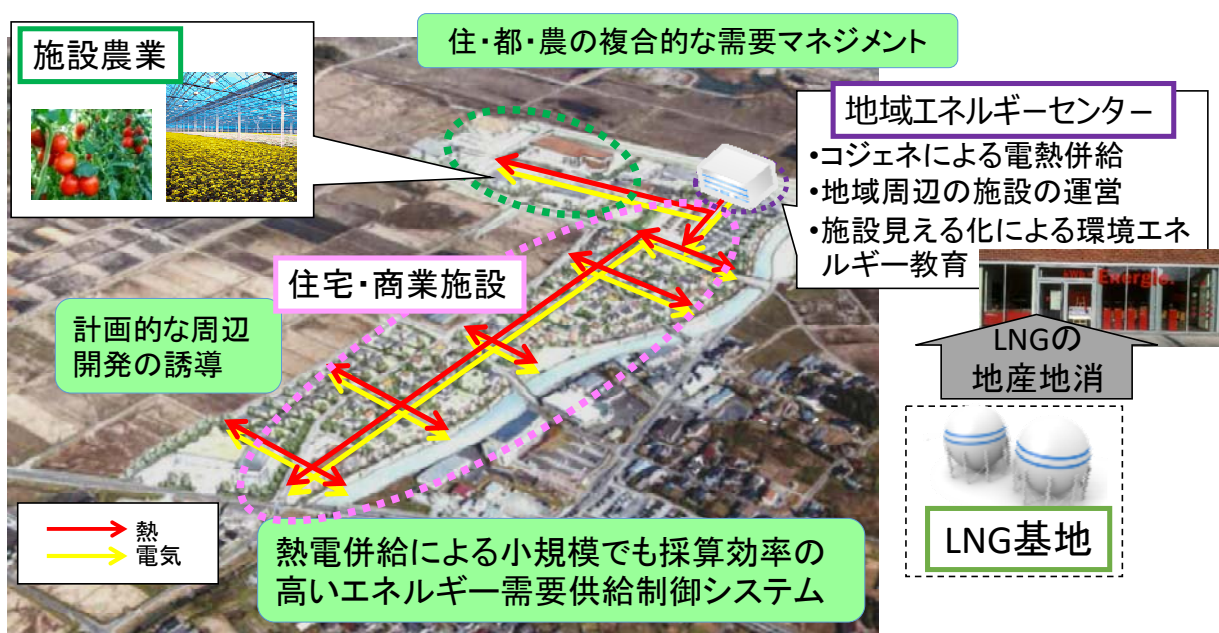 住・都・農の複合的な需要マネジメント
施設農業
地域エネルギーセンター
•コジェネによる電熱併給
•地域周辺の施設の運営
•施設見える化による環境エネ
ルギー教育
Energie.
住宅・商業施設
計画的な周辺
開発の誘導
LNGの
地産地消
LNG基地
熱
電気
熱電併給による小規模でも採算効率の
高いエネルギー需要供給制御システム